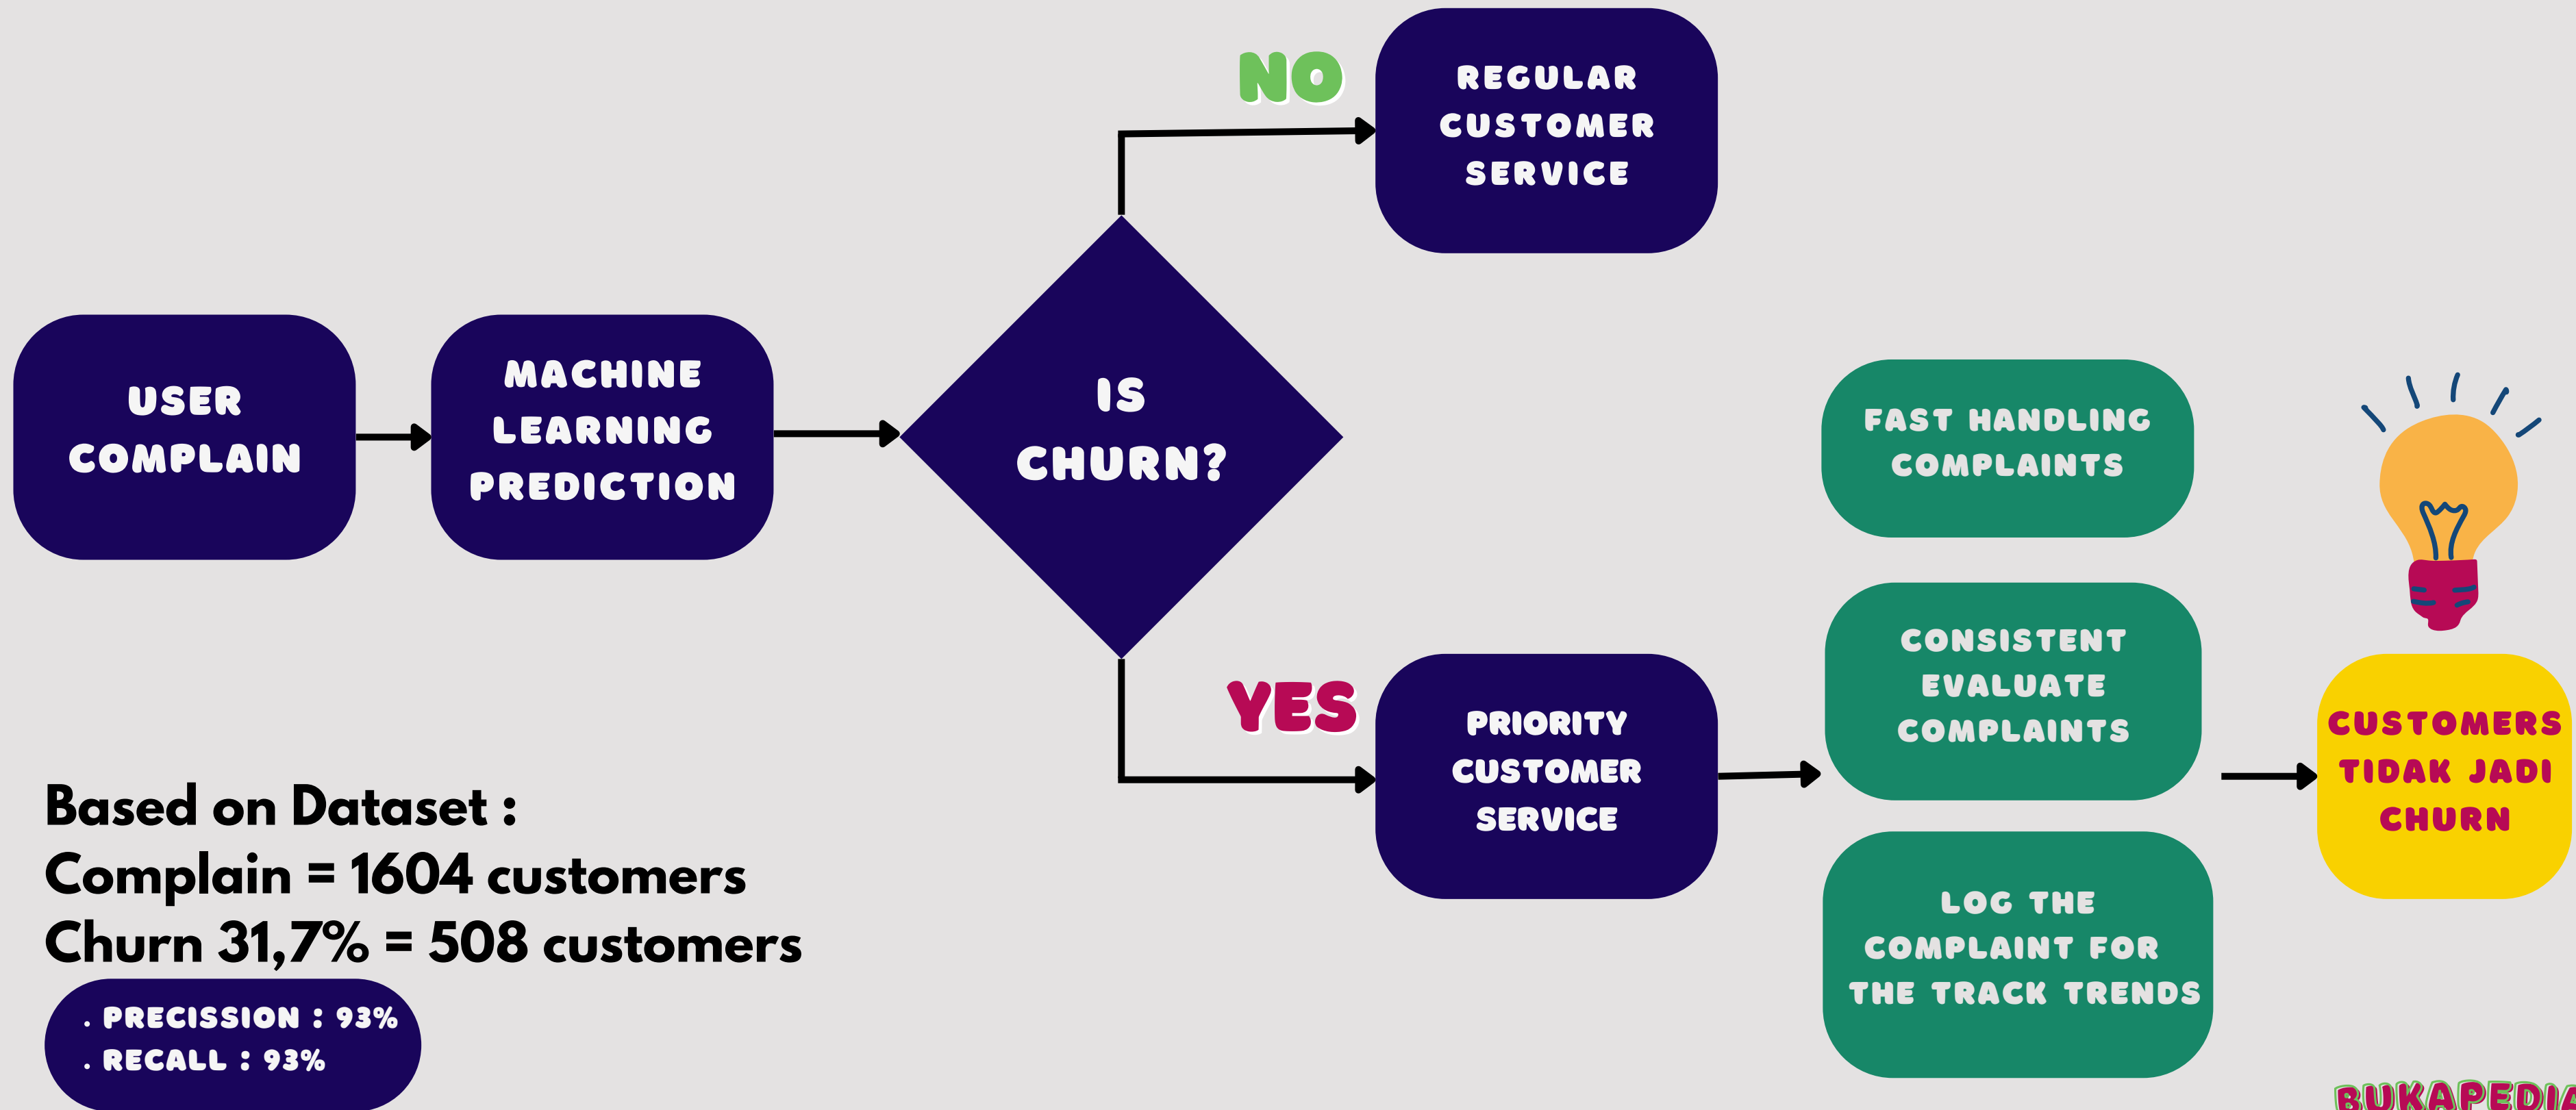 NO
REGULAR
CUSTOMER
SERVICE
USER
COMPLAIN
MACHINE
LEARNING
PREDICTION
IS
CHURN?
YES
PRIORITY
CUSTOMER
SERVICE
FAST HANDLING
COMPLAINTS
CONSISTENT
EVALUATE
COMPLAINTS
LOG THE
COMPLAINT FOR
THE TRACK TRENDS
CUSTOMERS
TIDAK JADI
CHURN
Based on Dataset :
Complain = 1604 customers
Churn 31,7% = 508 customers
• PRECISSION : 93%
• RECALL : 93%
BUKAPEDIA